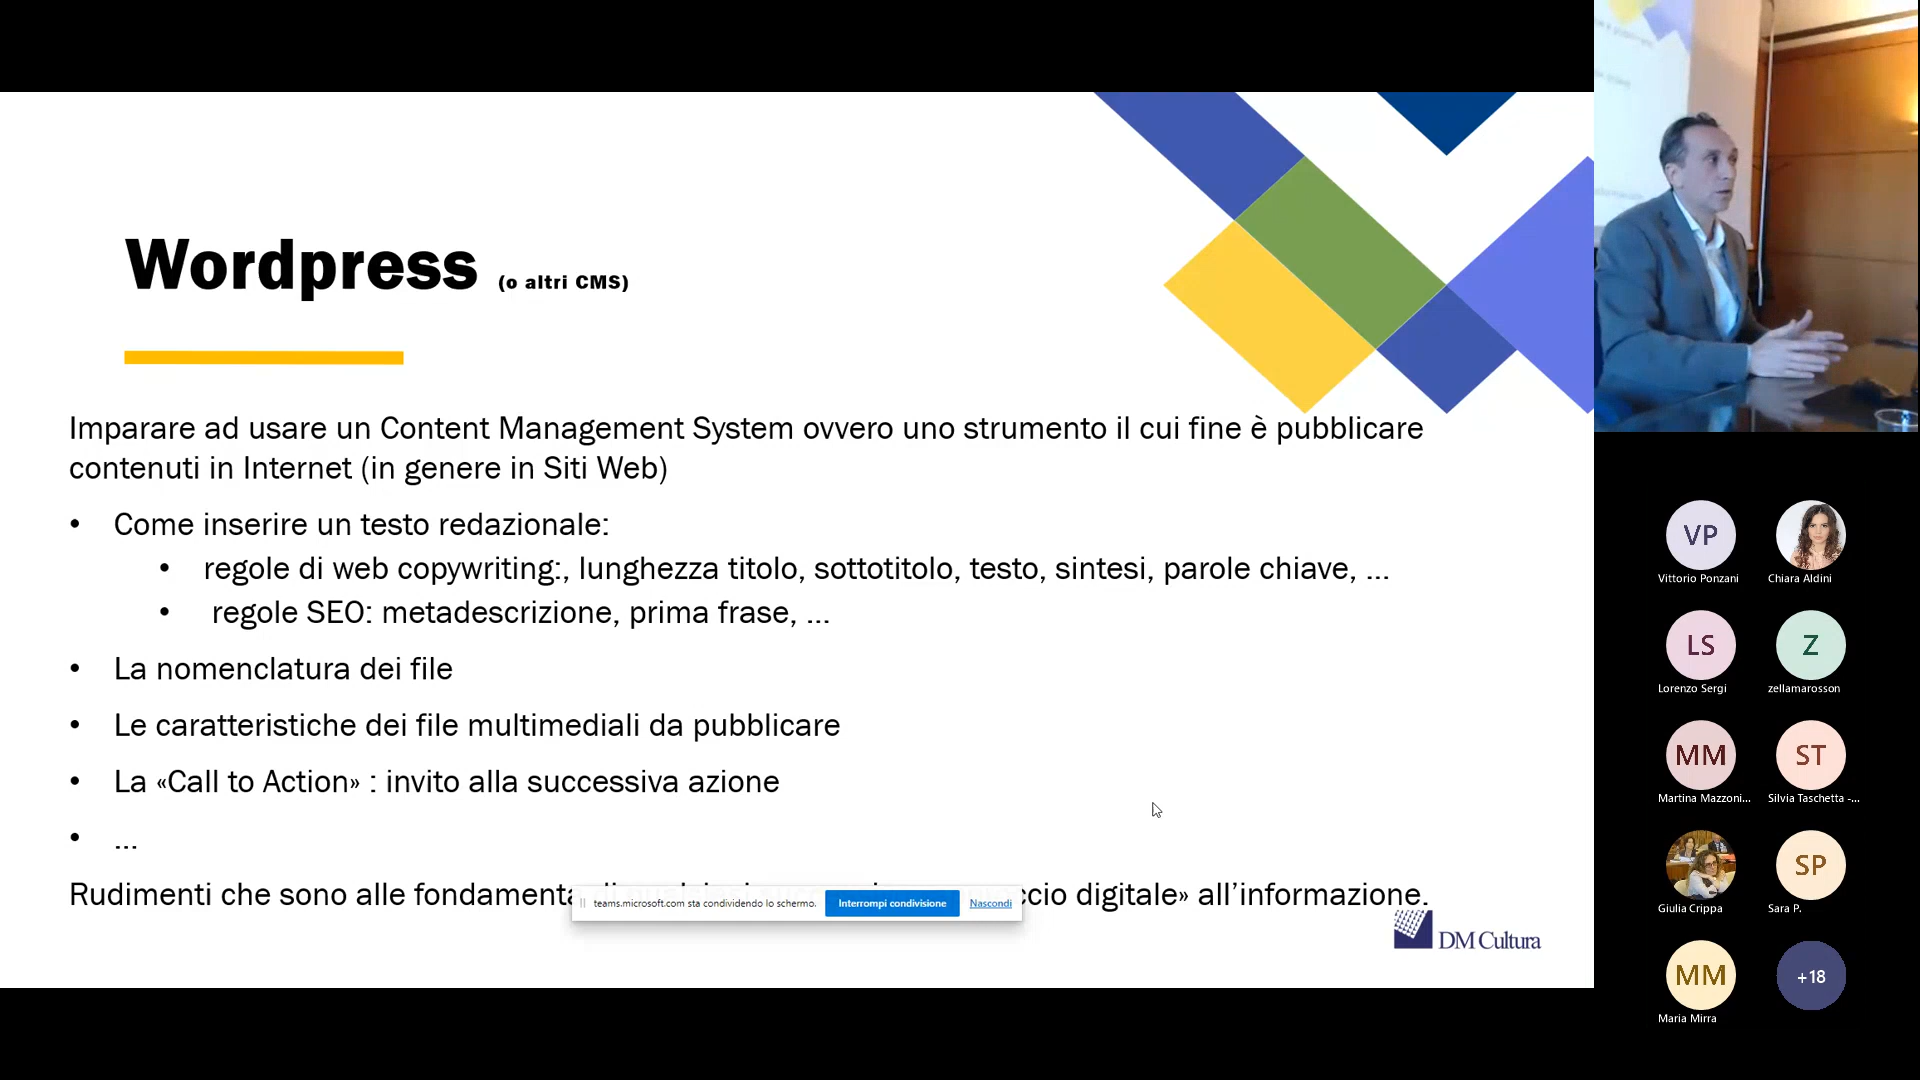 Wordpress (o altri CMS)
Imparare ad usare un Content Management System ovvero uno strumento il cui fine è pubblicare
contenuti in Internet (in genere in Siti Web)
• Come inserire un testo redazionale:
• regole di web copywriting:, lunghezza titolo, sottotitolo, testo, sintesi, parole chiave, ...
• regole SEO: metadescrizione, prima frase, ...
• La nomenclatura dei file
• Le caratteristiche dei file multimediali da pubblicare
• La «Call to Action» : invito alla successiva azione
• ...
Rudimenti che sono alle fondamenta digitale» all’informazione.
teams.microsoft.com sta condividendo lo schermo. Interrompi condivisione Nascondi
DM Cultura
VP
Vittorio Ponzani
Chiara Aldini
LS
Lorenzo Sergi
Z
zellamarosson
MM
Martina Mazzoni...
ST
Silvia Taschetta -...
Giulia Crippa
SP
Sara P.
MM
Maria Mirra
+18